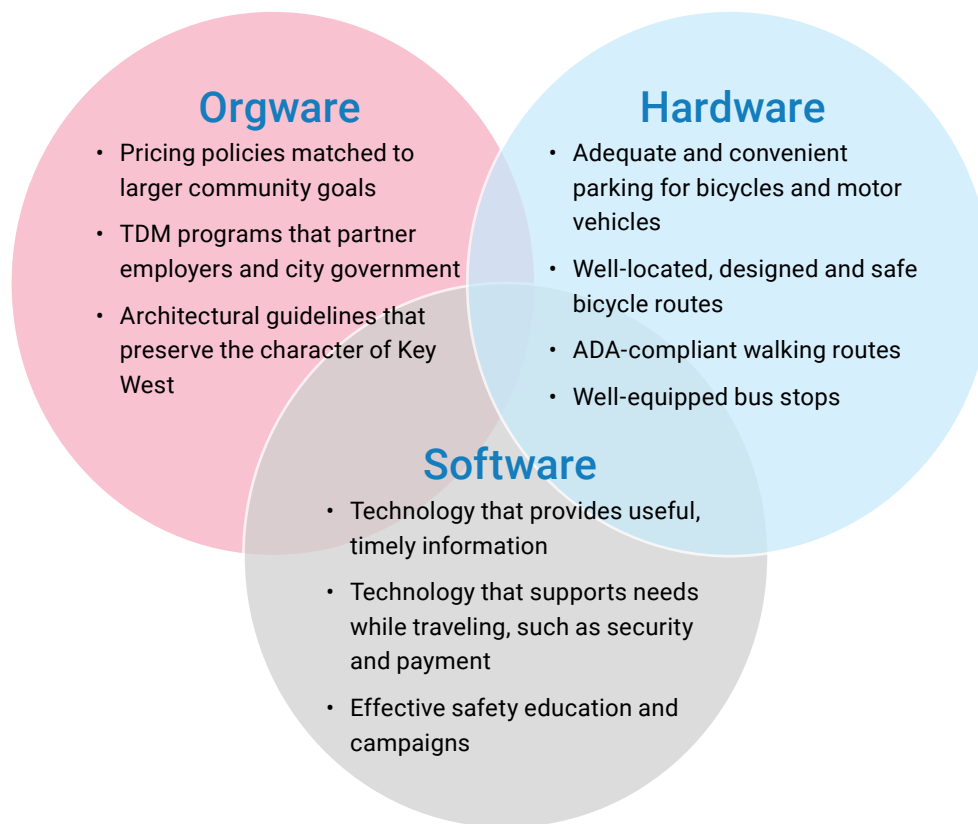 Orgware
• Pricing policies matched to
larger community goals
• TDM programs that partner
employers and city government
• Architectural guidelines that
preserve the character of Key
West
Hardware
• Adequate and convenient
parking for bicycles and motor
vehicles
• Well-located, designed and safe
bicycle routes
• ADA-compliant walking routes
• Well-equipped bus stops
Software
• Technology that provides useful,
timely information
• Technology that supports needs
while traveling, such as security
and payment
• Effective safety education and
campaigns